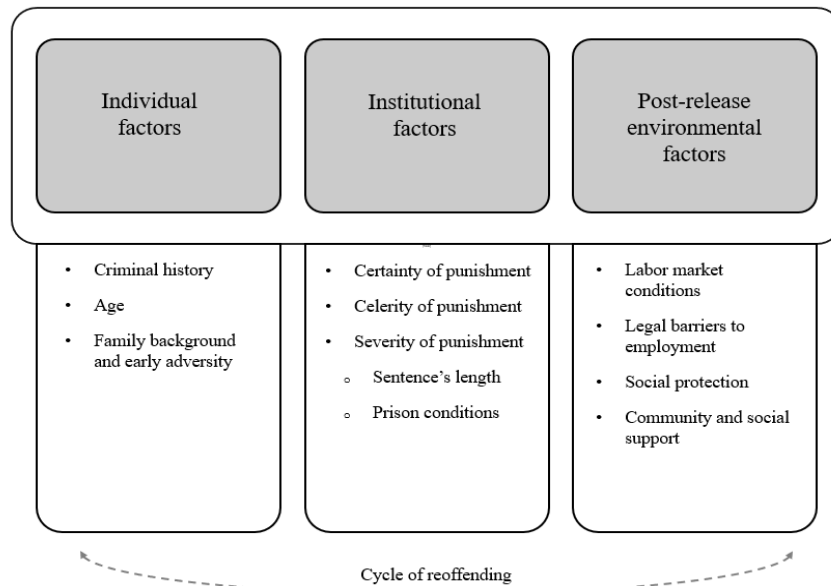 Individual
factors
Institutional
factors
Post-release
environmental
factors
• Criminal history
• Age
• Family background
and early adversity
• Certainty of punishment
• Celerity of punishment
• Severity of punishment
o Sentence's length
o Prison conditions
• Labor market
conditions
• Legal barriers to
employment
• Social protection
• Community and social
support
Cycle of reoffending